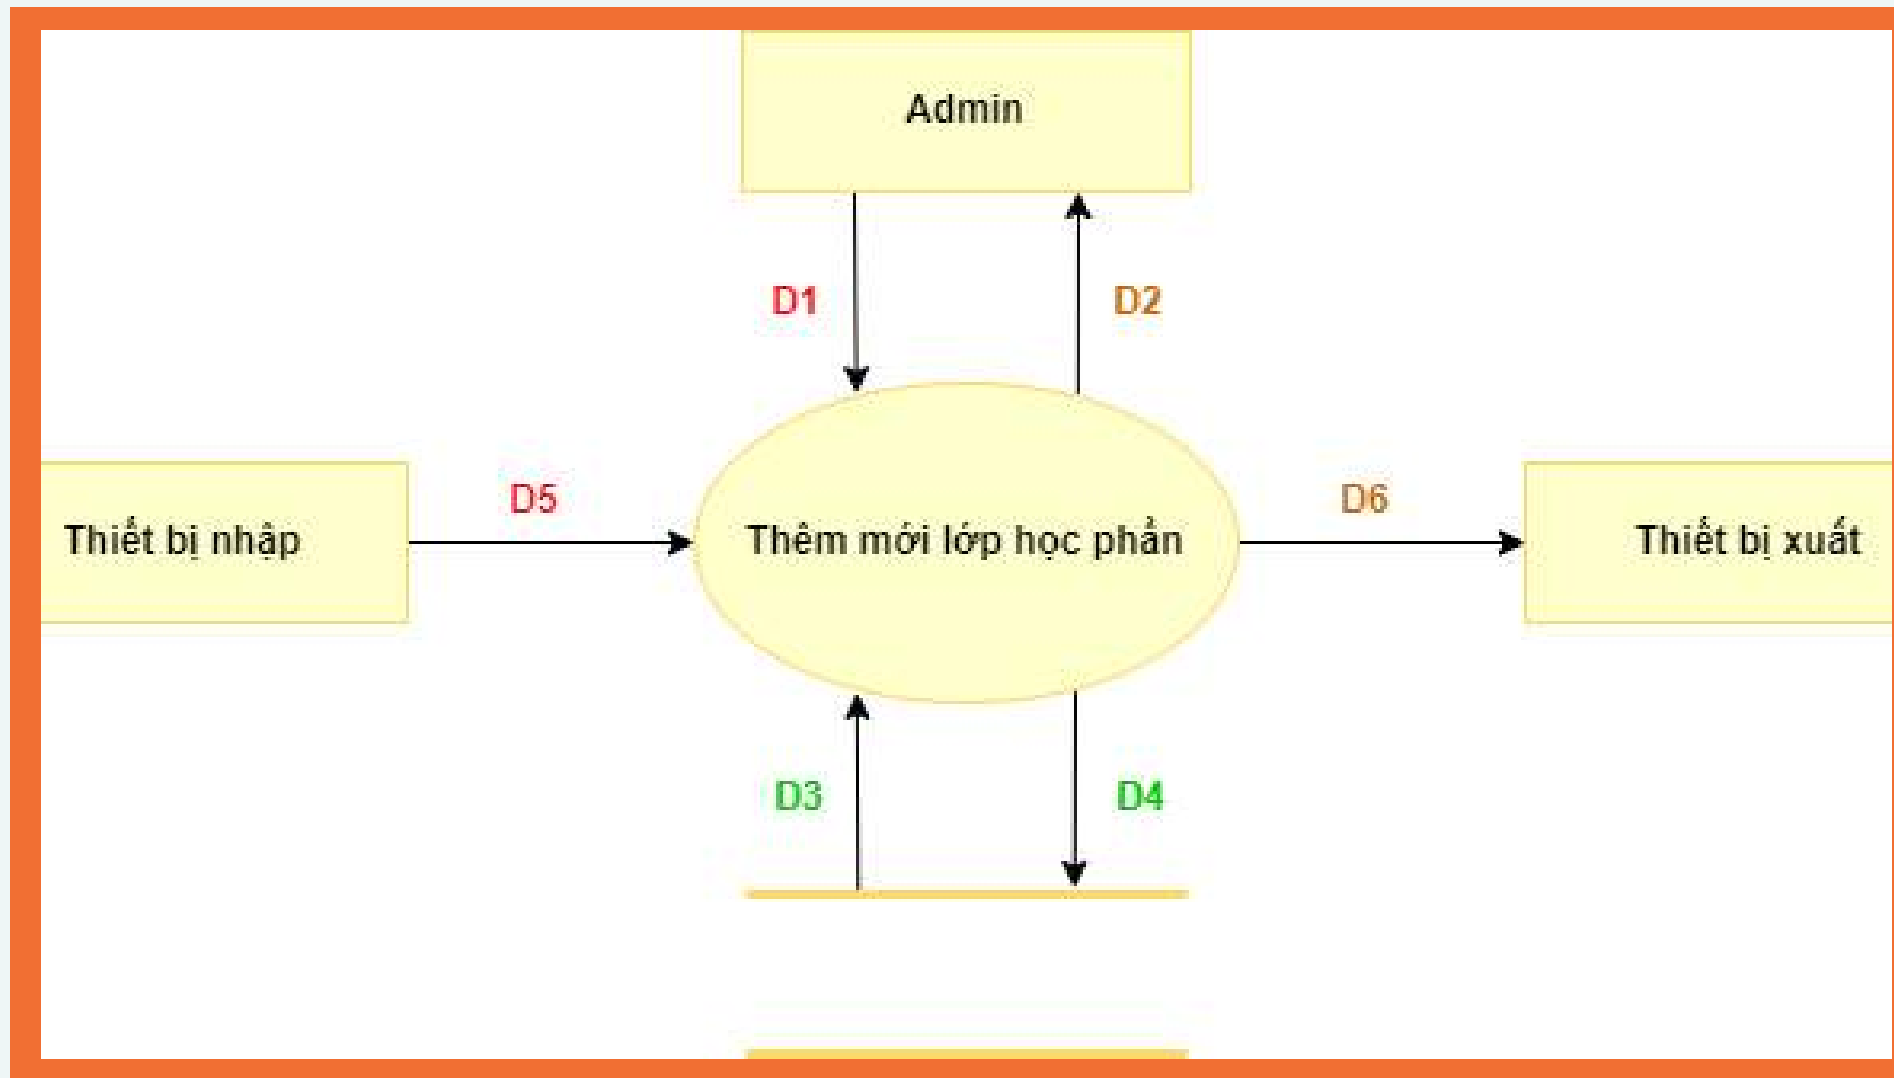 Admin
D1
D2
Thiết bị nhập
D5
Thêm mới lớp học phần
D6
Thiết bị xuất
D3
D4